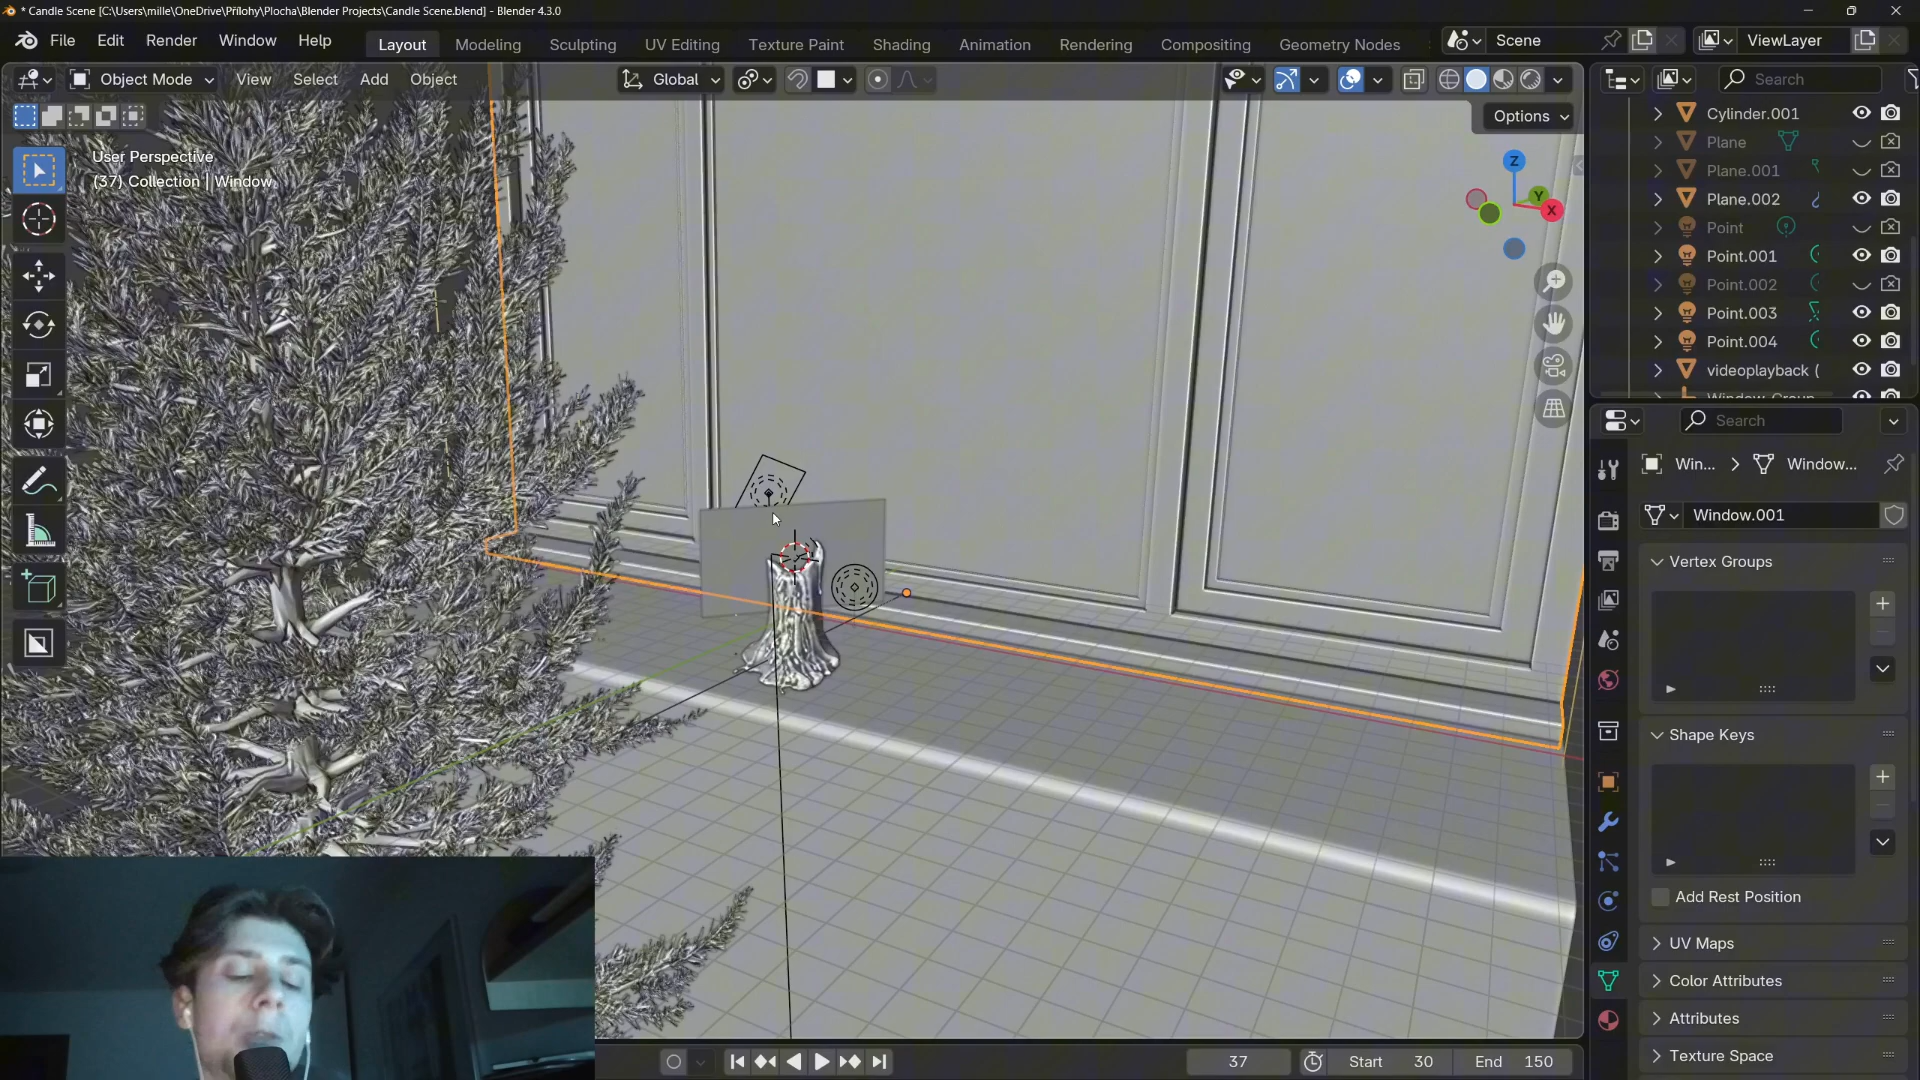 * Candle Scene [C:\Users\mille\OneDrive\Přílohy\Plocha\Blender Projects\Candle Scene.blend] - Blender 4.3.0
File Edit Render Window Help Layout Modeling Sculpting UV Editing Texture Paint Shading Animation Rendering Compositing Geometry Nodes Scene ViewLayer
Object Mode View Select Add Object Global Search
Options
User Perspective
(37) Collection | Window
Z
Y
X
Cylinder.001
Plane
Plane.001
Plane.002
Point
Point.001
Point.002
Point.003
Point.004
videoplayback (
Search
Win... Window...
Window.001
Vertex Groups
Shape Keys
Add Rest Position
UV Maps
Color Attributes
Attributes
Texture Space
37 Start 30 End 150